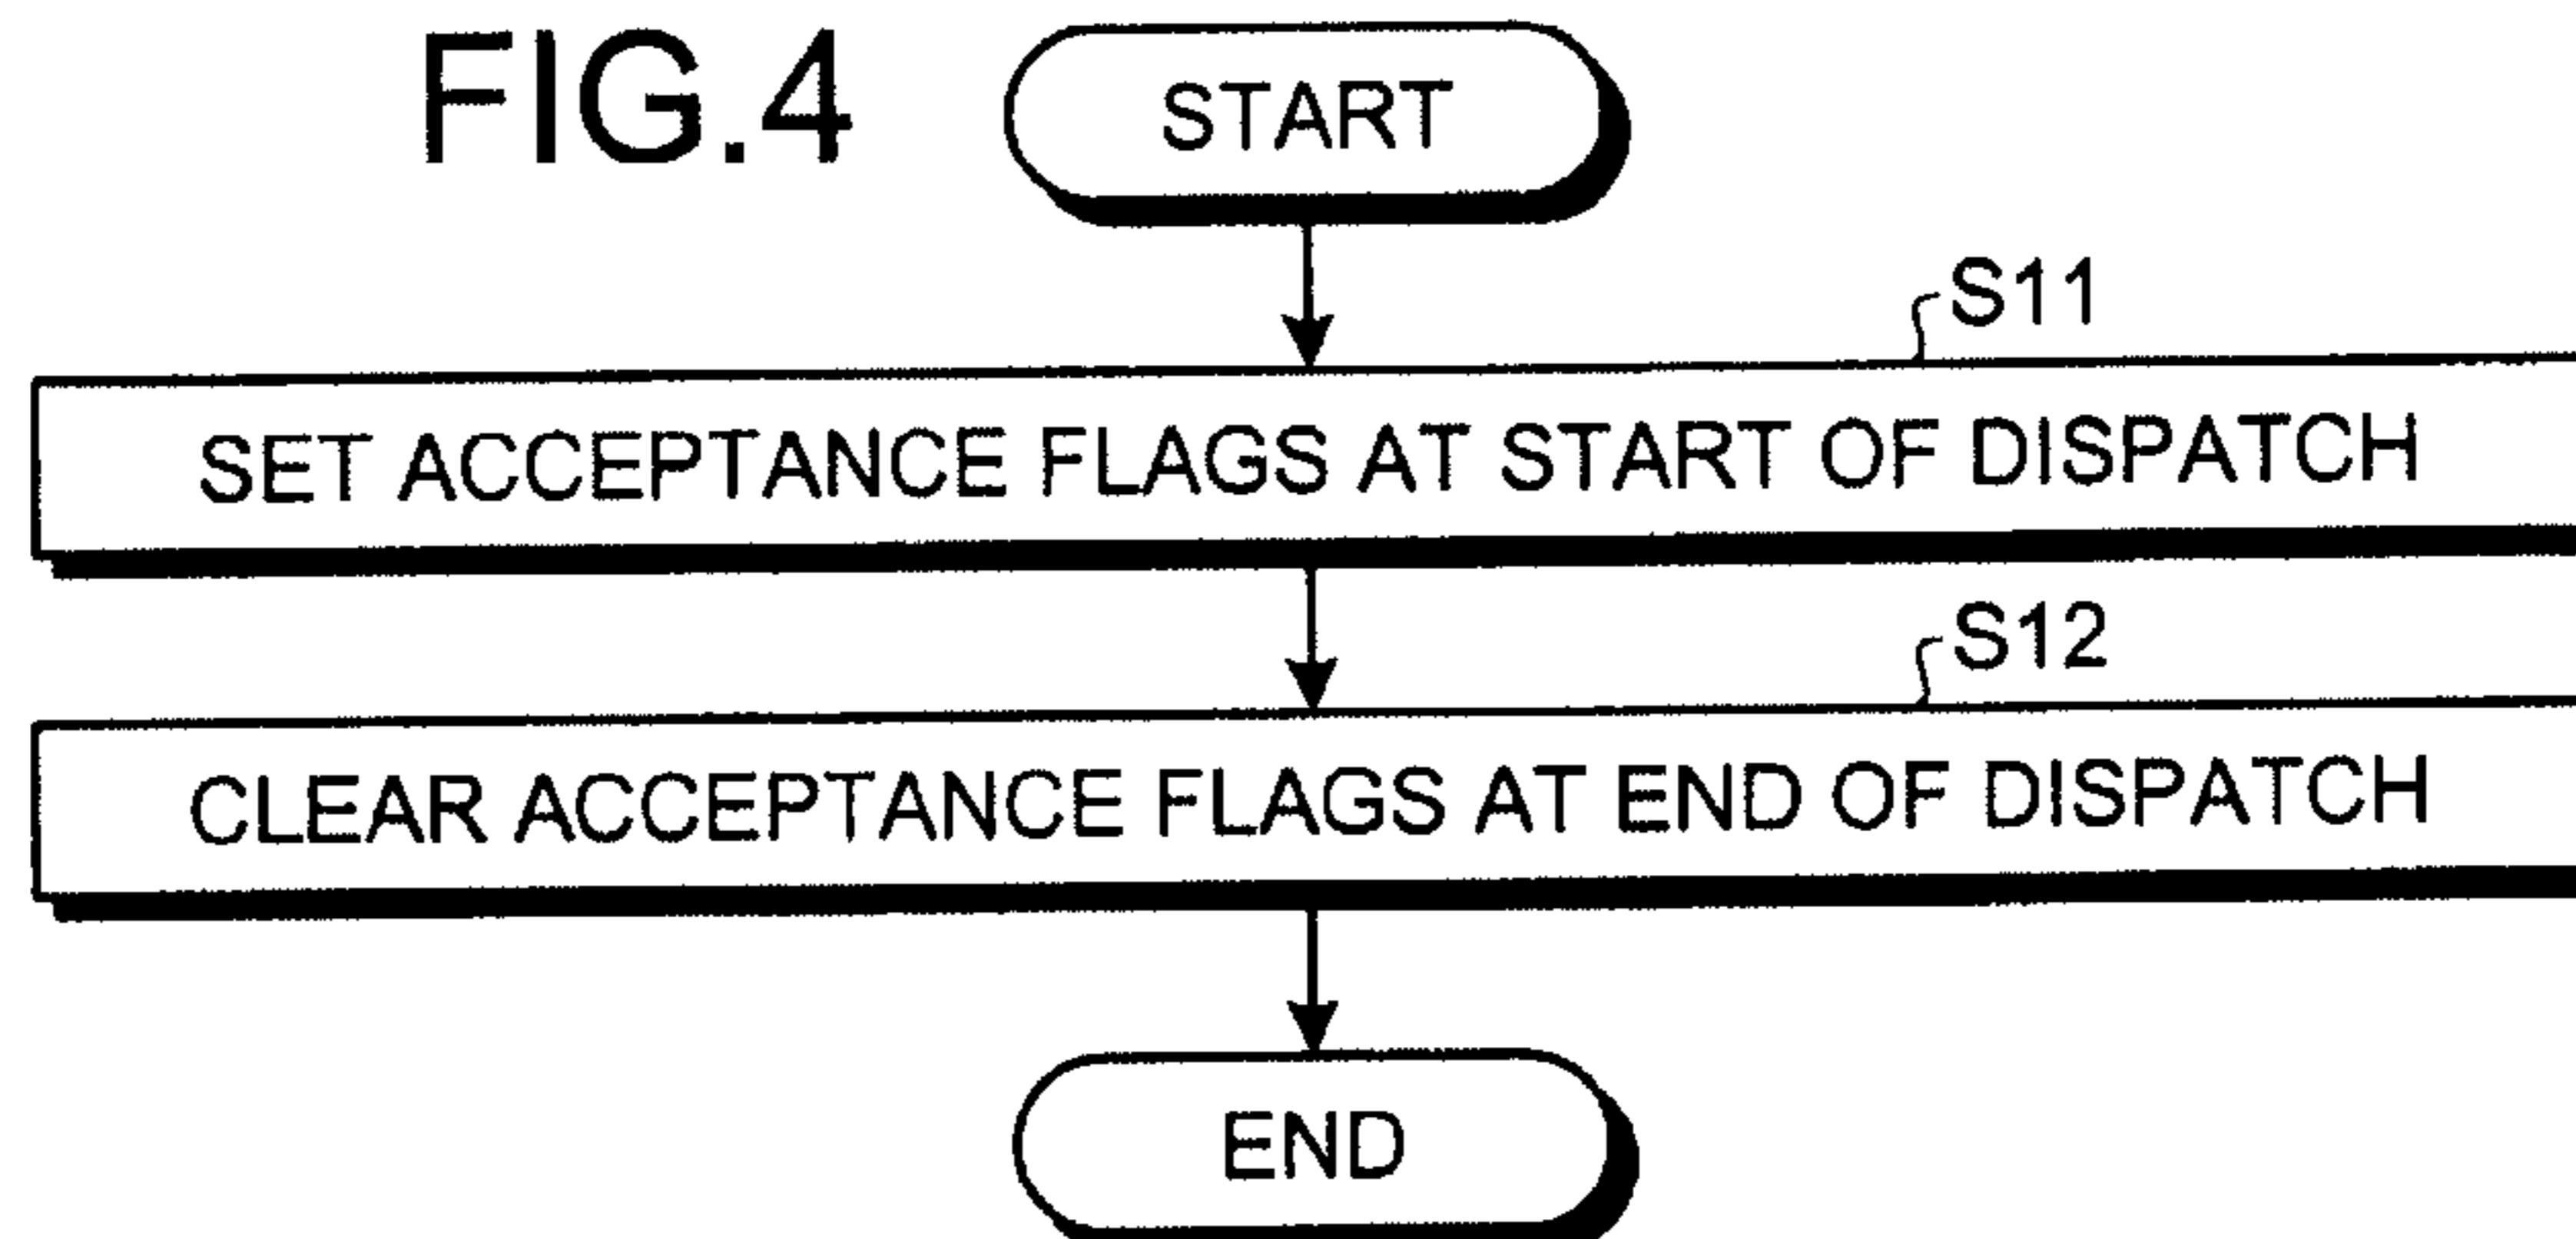 FIG.4
START
S11
SET ACCEPTANCE FLAGS AT START OF DISPATCH
S12
CLEAR ACCEPTANCE FLAGS AT END OF DISPATCH
END